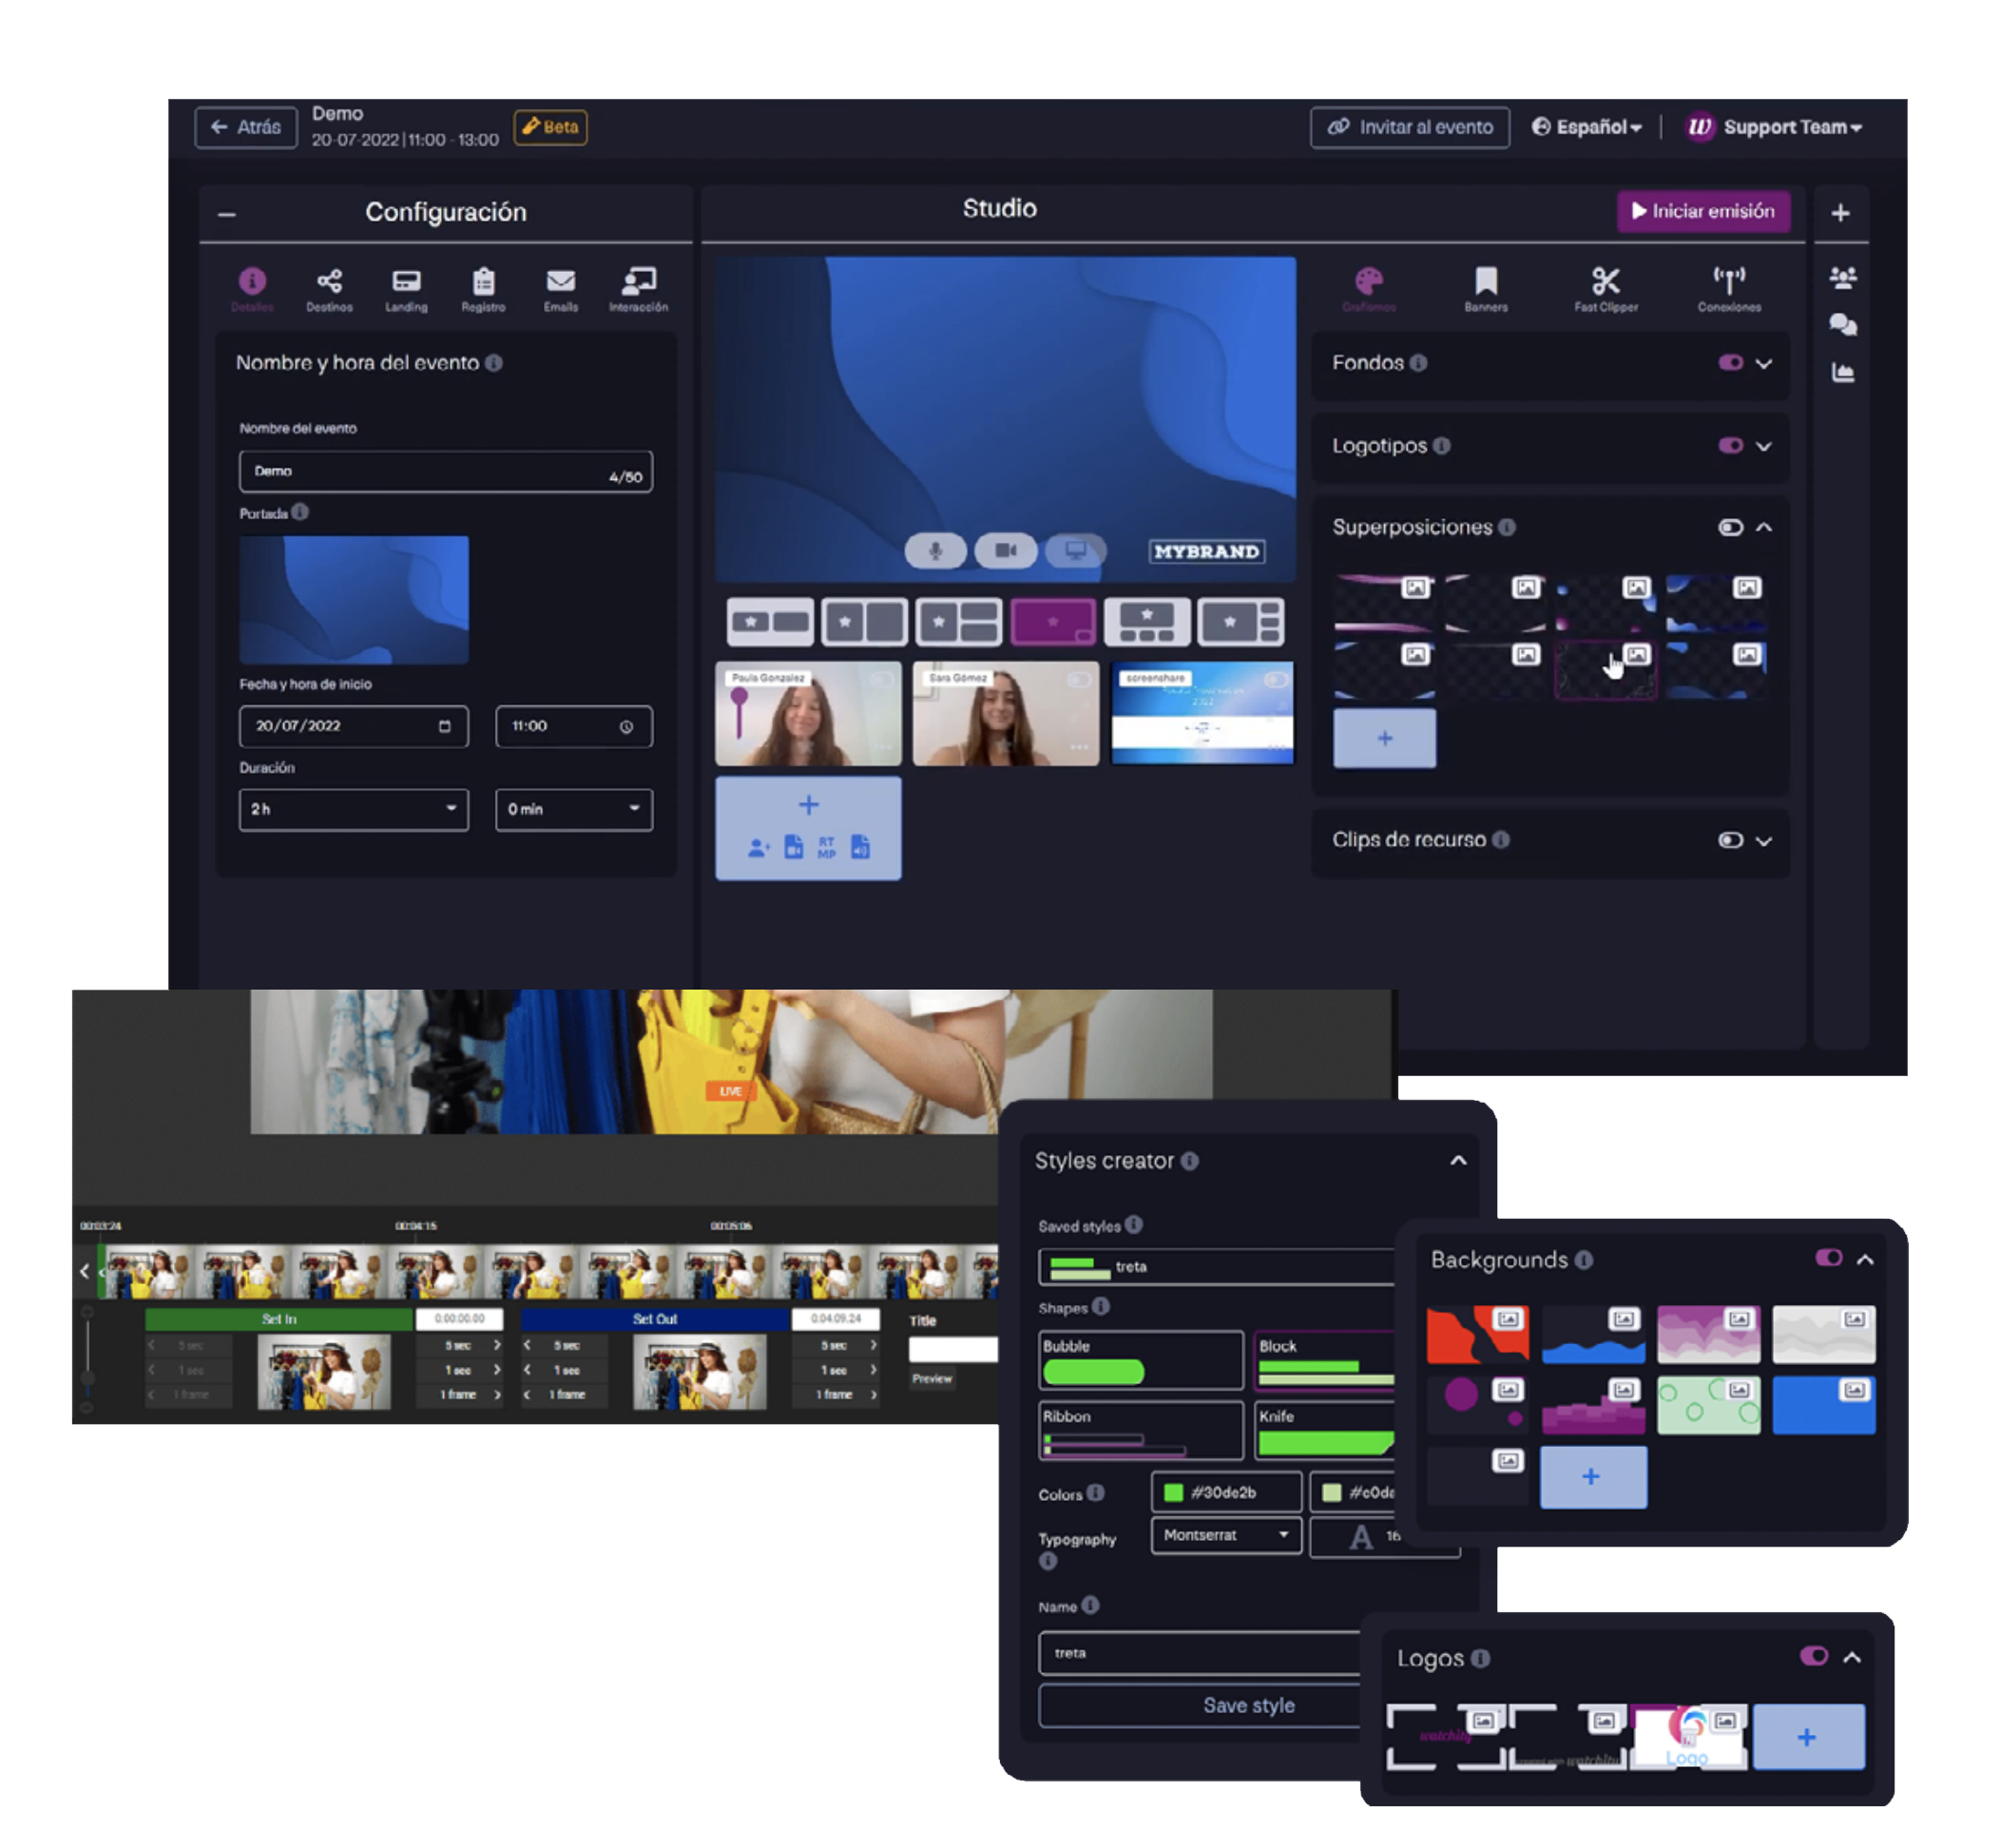 Atrás
Demo
20-07-2022 | 11:00 - 13:00
Beta
Invitar al evento
Español
Support Team
Configuración
Detalles
Destinos
Landing
Registro
Emails
Interacción
Nombre y hora del evento
Nombre del evento
Demo
4/50
Portada
Fecha y hora de inicio
20/07/2022
11:00
Duración
2 h
0 min
Studio
Iniciar emisión
MYBRAND
Paula Gonzalez
Sara Gómez
screenshare
2022
RT
MP
Grafismos
Banners
Fast Clipper
Conexiones
Fondos
Logotipos
Superposiciones
Clips de recurso
LIVE
00:03:24
00:04:15
00:05:06
Set In
0:00:00.00
Set Out
0:04:09.24
Title
5 sec
5 sec
5 sec
5 sec
1 sec
1 sec
1 sec
1 sec
1 frame
1 frame
1 frame
1 frame
Preview
Styles creator
Saved styles
treta
Shapes
Bubble
Block
Ribbon
Knife
Colors
#30de2b
Typography
Montserrat
A
Name
treta
Save style
Backgrounds
Logos
watchity
watchity
Logo